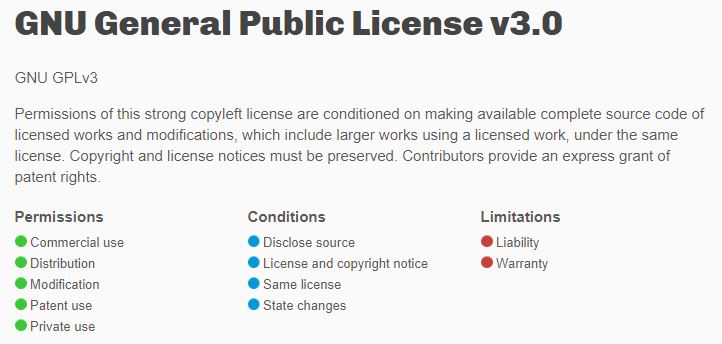 GNU General Public License v3.0
GNU GPLv3
Permissions of this strong copyleft license are conditioned on making available complete source code of
licensed works and modifications, which include larger works using a licensed work, under the same
license. Copyright and license notices must be preserved. Contributors provide an express grant of
patent rights.
Permissions
Commercial use
Distribution
Modification
Patent use
Private use
Conditions
Disclose source
License and copyright notice
Same license
State changes
Limitations
Liability
Warranty